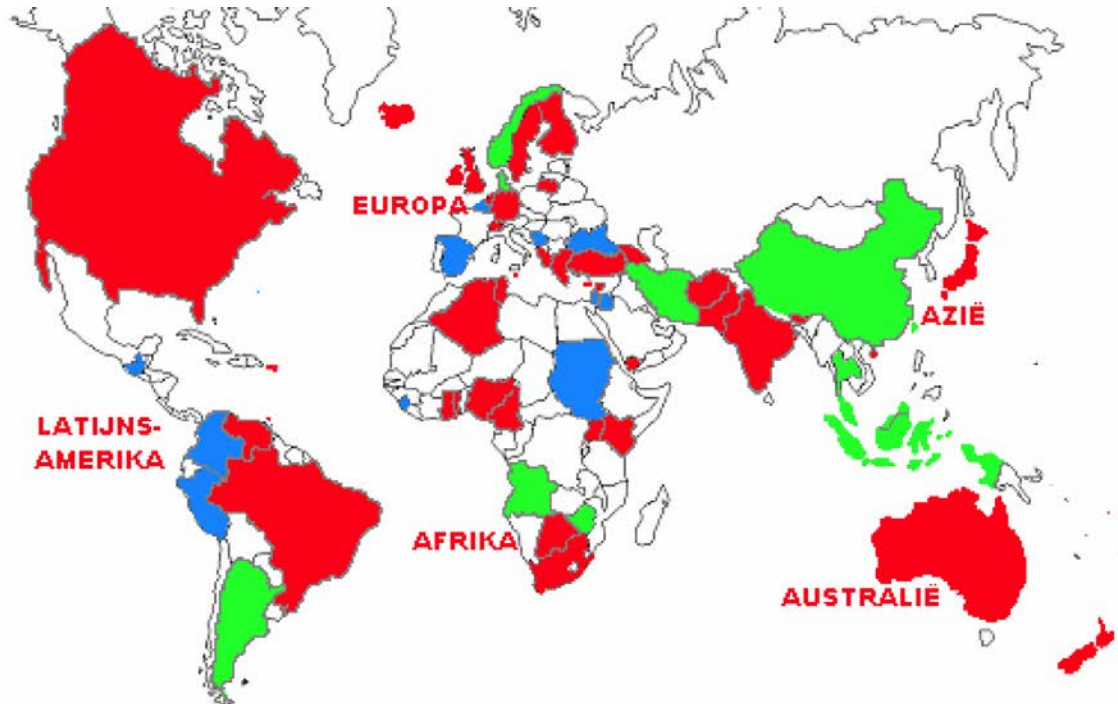 EUROPA
AZIË
LATIJNS-
AMERIKA
AFRIKA
AUSTRALIË